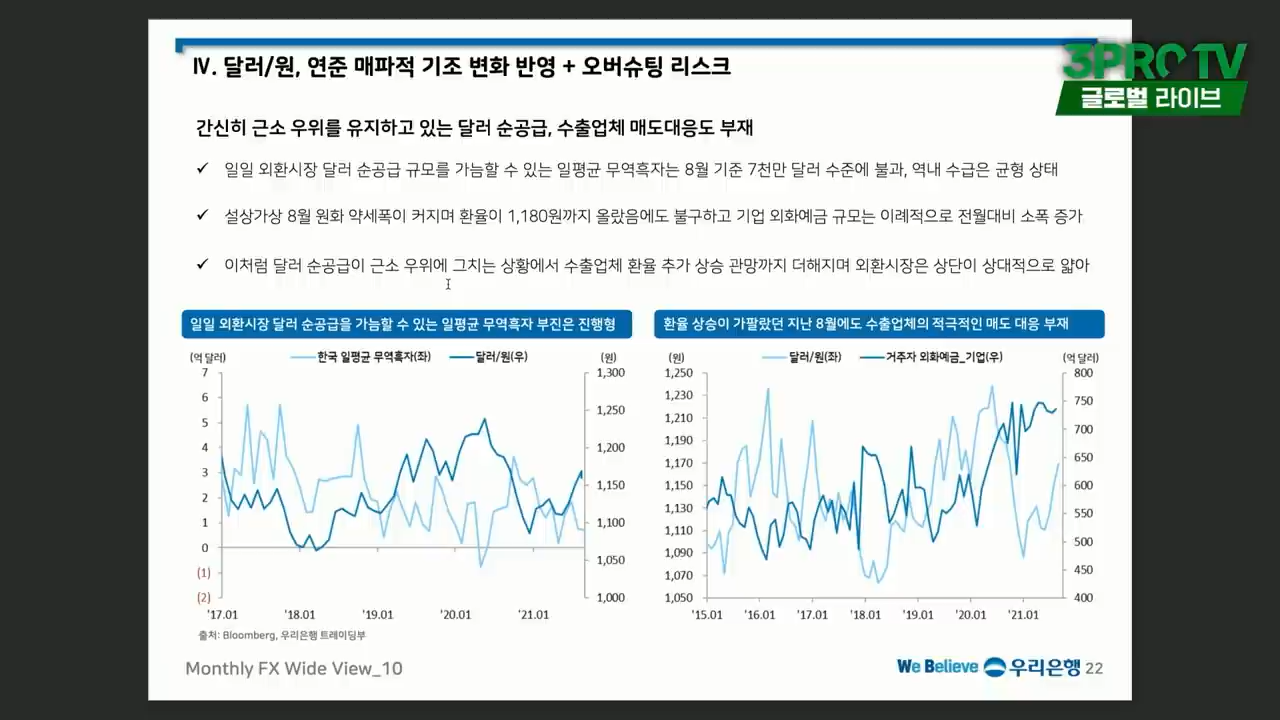 3PROTV
글로벌 라이브
Ⅳ. 달러/원, 연준 매파적 기조 변화 반영 + 오버슈팅 리스크
간신히 근소 우위를 유지하고 있는 달러 순공급, 수출업체 매도대응도 부재
✓ 일일 외환시장 달러 순공급 규모를 가늠할 수 있는 일평균 무역흑자는 8월 기준 7천만 달러 수준에 불과, 역내 수급은 균형 상태
✓ 설상가상 8월 원화 약세폭이 커지며 환율이 1,180원까지 올랐음에도 불구하고 기업 외화예금 규모는 이례적으로 전월대비 소폭 증가
✓ 이처럼 달러 순공급이 근소 우위에 그치는 상황에서 수출업체 환율 추가 상승 관망까지 더해지며 외환시장은 상단이 상대적으로 얇아
일일 외환시장 달러 순공급을 가늠할 수 있는 일평균 무역흑자 부진은 진행형
(억 달러)
한국 일평균 무역흑자(좌)
달러/원(우)
(원)
7
6
5
4
3
2
1
0
(1)
(2)
1,300
1,250
1,200
1,150
1,100
1,050
1,000
'17.01 '18.01 '19.01 '20.01 '21.01
환율 상승이 가팔랐던 지난 8월에도 수출업체의 적극적인 매도 대응 부재
(원)
달러/원(좌)
거주자 외화예금_기업(우)
(억 달러)
1,250
1,230
1,210
1,190
1,170
1,150
1,130
1,110
1,090
1,070
1,050
800
750
700
650
600
550
500
450
400
'15.01 '16.01 '17.01 '18.01 '19.01 '20.01 '21.01
출처: Bloomberg, 우리은행 트레이딩부
Monthly FX Wide View_10
We Believe 우리은행 22